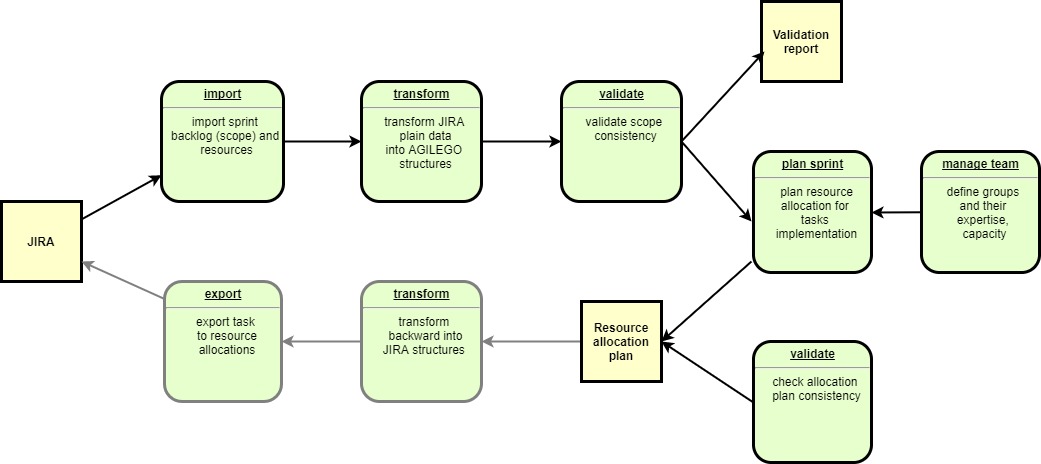 Validation
report
import
import sprint
backlog (scope) and
resources
transform
transform JIRA
plain data
into AGILEGO
structures
validate
validate scope
consistency
plan sprint
plan resource
allocation for
tasks
implementation
manage team
define groups
and their
expertise,
capacity
JIRA
export
export task
to resource
allocations
transform
transform
backward into
JIRA structures
Resource
allocation
plan
validate
check allocation
plan consistency